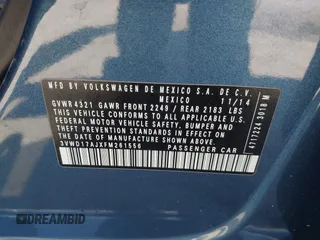 MFD. BY VOLKSWAGEN DE MEXICO S.A. DE C.V.
MEXICO 11/14
GVWR 4321 GAWR FRONT 2249 / REAR 2183 LBS
THIS VEHICLE CONFORMS TO ALL APPLICABLE U.S.
FEDERAL MOTOR VEHICLE SAFETY, BUMPER, AND
THEFT PREVENTION STANDARDS IN EFFECT
ON THE DATE OF MANUFACTURE SHOWN ABOVE
3VWD17AJXFM261556 PASSENGER CAR
4717224 3018 M
DREAMBID